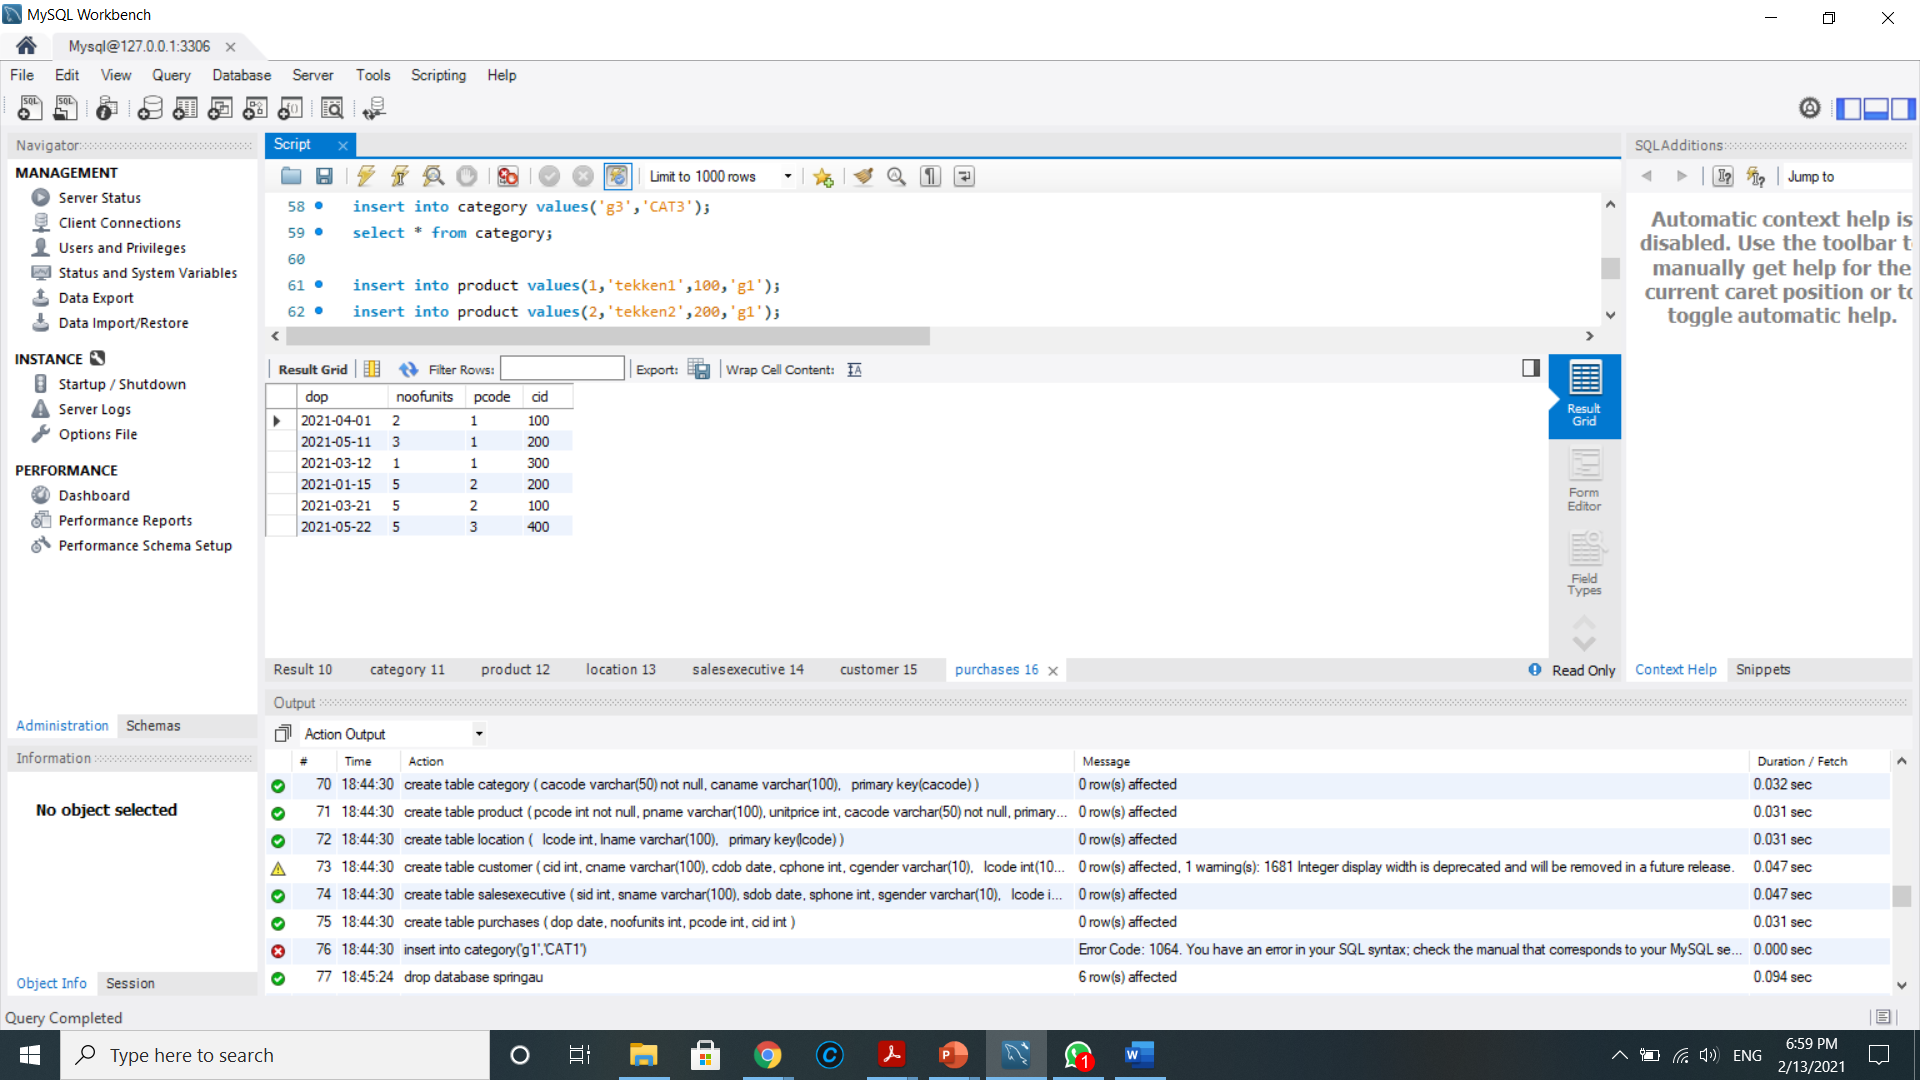 MySQL Workbench
Mysql@127.0.0.1:3306
File Edit View Query Database Server Tools Scripting Help
Navigator
MANAGEMENT
Server Status
Client Connections
Users and Privileges
Status and System Variables
Data Export
Data Import/Restore
INSTANCE
Startup / Shutdown
Server Logs
Options File
PERFORMANCE
Dashboard
Performance Reports
Performance Schema Setup
Administration Schemas
Information
No object selected
Object Info Session
Query Completed
Script
Limit to 1000 rows
58 insert into category values('g3','CAT3');
59 select * from category;
60
61 insert into product values(1,'tekken1',100,'g1');
62 insert into product values(2,'tekken2',200,'g1');
Result Grid Filter Rows: Export: Wrap Cell Content:
dop noofunits pcode cid
2021-04-01 2 1 100
2021-05-11 3 1 200
2021-03-12 1 1 300
2021-01-15 5 2 200
2021-03-21 5 2 100
2021-05-22 5 3 400
Result
Grid
Form
Editor
Field
Types
Result 10 category 11 product 12 location 13 salesexecutive 14 customer 15 purchases 16
Read Only
SQLAdditions
Jump to
Automatic context help is
disabled. Use the toolbar t
manually get help for the
current caret position or to
toggle automatic help.
Context Help Snippets
Output
Action Output
# Time Action Message Duration / Fetch
70 18:44:30 create table category ( cacode varchar(50) not null, caname varchar(100), primary key(cacode) ) 0 row(s) affected 0.032 sec
71 18:44:30 create table product ( pcode int not null, pname varchar(100), unitprice int, cacode varchar(50) not null, primary... 0 row(s) affected 0.031 sec
72 18:44:30 create table location ( lcode int, lname varchar(100), primary key(lcode) ) 0 row(s) affected 0.031 sec
73 18:44:30 create table customer ( cid int, cname varchar(100), cdob date, cphone int, cgender varchar(10), lcode int(10... 0 row(s) affected, 1 warning(s): 1681 Integer display width is deprecated and will be removed in a future release. 0.047 sec
74 18:44:30 create table salesexecutive ( sid int, sname varchar(100), sdob date, sphone int, sgender varchar(10), lcode i... 0 row(s) affected 0.047 sec
75 18:44:30 create table purchases ( dop date, noofunits int, pcode int, cid int ) 0 row(s) affected 0.031 sec
76 18:44:30 insert into category('g1','CAT1') Error Code: 1064. You have an error in your SQL syntax; check the manual that corresponds to your MySQL se... 0.000 sec
77 18:45:24 drop database springau 6 row(s) affected 0.094 sec
Type here to search
1
ENG
6:59 PM
2/13/2021